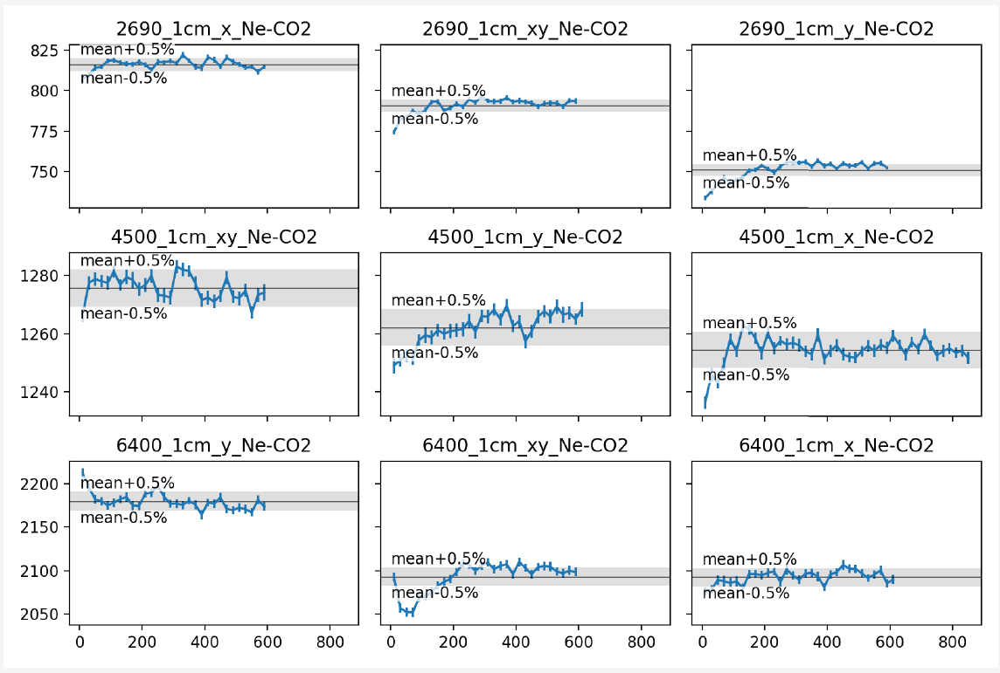 2690_1cm_x_Ne-CO2
2690_1cm_xy_Ne-CO2
2690_1cm_y_Ne-CO2
825
800
775
750
mean+0.5%
mean-0.5%
mean+0.5%
mean-0.5%
mean+0.5%
mean-0.5%
4500_1cm_xy_Ne-CO2
4500_1cm_y_Ne-CO2
4500_1cm_x_Ne-CO2
1280
1260
1240
mean+0.5%
mean-0.5%
mean+0.5%
mean-0.5%
mean+0.5%
mean-0.5%
6400_1cm_y_Ne-CO2
6400_1cm_xy_Ne-CO2
6400_1cm_x_Ne-CO2
2200
2150
2100
2050
mean+0.5%
mean-0.5%
mean+0.5%
mean-0.5%
mean+0.5%
mean-0.5%
0 200 400 600 800
0 200 400 600 800
0 200 400 600 800